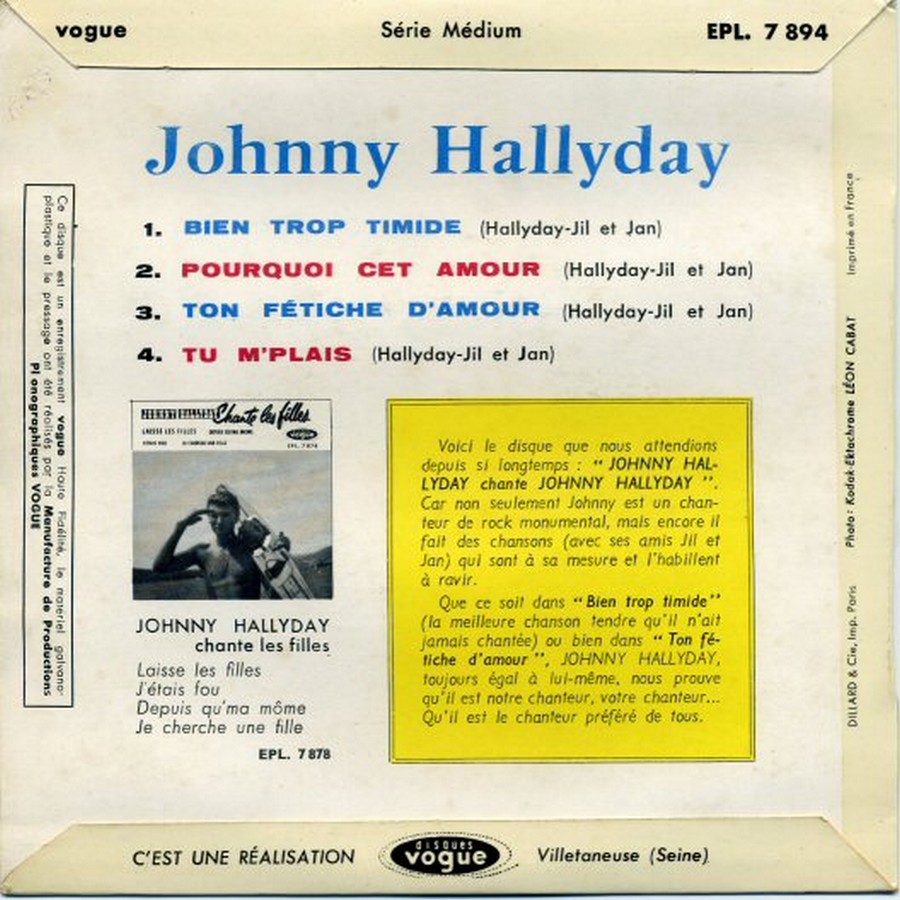 vogue Série Médium EPL. 7 894
Johnny Hallyday
1. BIEN TROP TIMIDE (Hallyday-Jil et Jan)
2. POURQUOI CET AMOUR (Hallyday-Jil et Jan)
3. TON FÉTICHE D'AMOUR (Hallyday-Jil et Jan)
4. TU M'PLAIS (Hallyday-Jil et Jan)
Ce disque est un enregistrement vogue Haute Fidélité, le matériel galvano-
plastique et le pressage ont été réalisés par la Manufacture de Productions
Pl onographiques VOGUE
JOHNNY HALLYDAY Chante les filles
LAISSE LES FILLES
vogue
EPL. 7878
JOHNNY HALLYDAY
chante les filles
Laisse les filles
J'étais fou
Depuis qu'ma môme
Je cherche une fille
EPL. 7 878
Voici le disque que nous attendions
depuis si longtemps : “ JOHNNY HAL-
LYDAY chante JOHNNY HALLYDAY ”.
Car non seulement Johnny est un chan-
teur de rock monumental, mais encore il
fait des chansons (avec ses amis Jil et
Jan) qui sont à sa mesure et l'habillent
à ravir.
Que ce soit dans “ Bien trop timide”
(la meilleure chanson tendre qu'il n'ait
jamais chantée) ou bien dans “ Ton fé-
tiche d'amour ”, JOHNNY HALLYDAY,
toujours égal à lui-même, nous prouve
qu'il est notre chanteur, votre chanteur...
Qu'il est le chanteur préféré de tous.
DILLARD & Cie, Imp. Paris Photo : Kodak-Ektachrome LÉON CABAT Imprimé en France
C'EST UNE RÉALISATION disques vogue Villetaneuse (Seine)